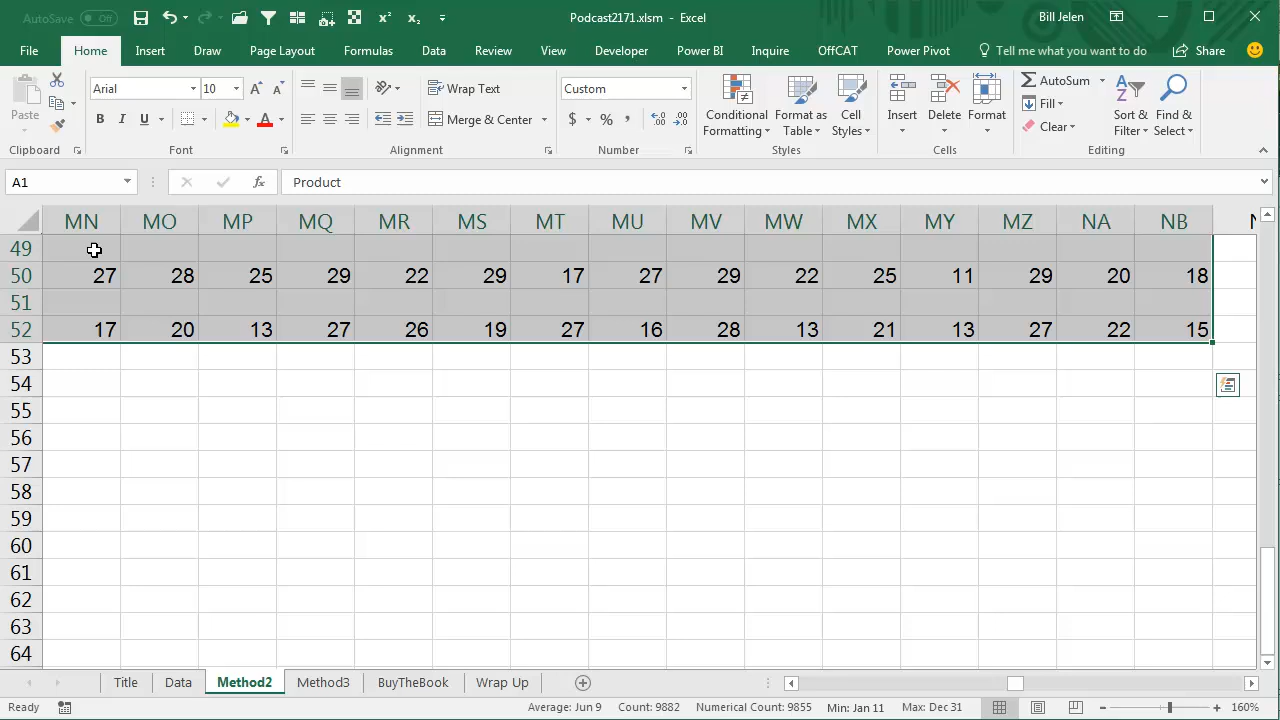 AutoSave Off
Podcast2171.xlsm - Excel
Bill Jelen
File Home Insert Draw Page Layout Formulas Data Review View Developer Power BI Inquire OffCAT Power Pivot Tell me what you want to do Share
Paste
Arial 10
Wrap Text
Custom
Conditional Formatting
Format as Table
Cell Styles
Insert Delete Format
AutoSum
Fill
Clear
Sort & Filter
Find & Select
B I U A
Merge & Center
$ % ,
Clipboard Font Alignment Number Styles Cells Editing
A1 fx Product
MN MO MP MQ MR MS MT MU MV MW MX MY MZ NA NB
49
50 27 28 25 29 22 29 17 27 29 22 25 11 29 20 18
51
52 17 20 13 27 26 19 27 16 28 13 21 13 27 22 15
53
54
55
56
57
58
59
60
61
62
63
64
Title Data Method2 Method3 BuyTheBook Wrap Up
Ready Average: Jun 9 Count: 9882 Numerical Count: 9855 Min: Jan 11 Max: Dec 31 160%